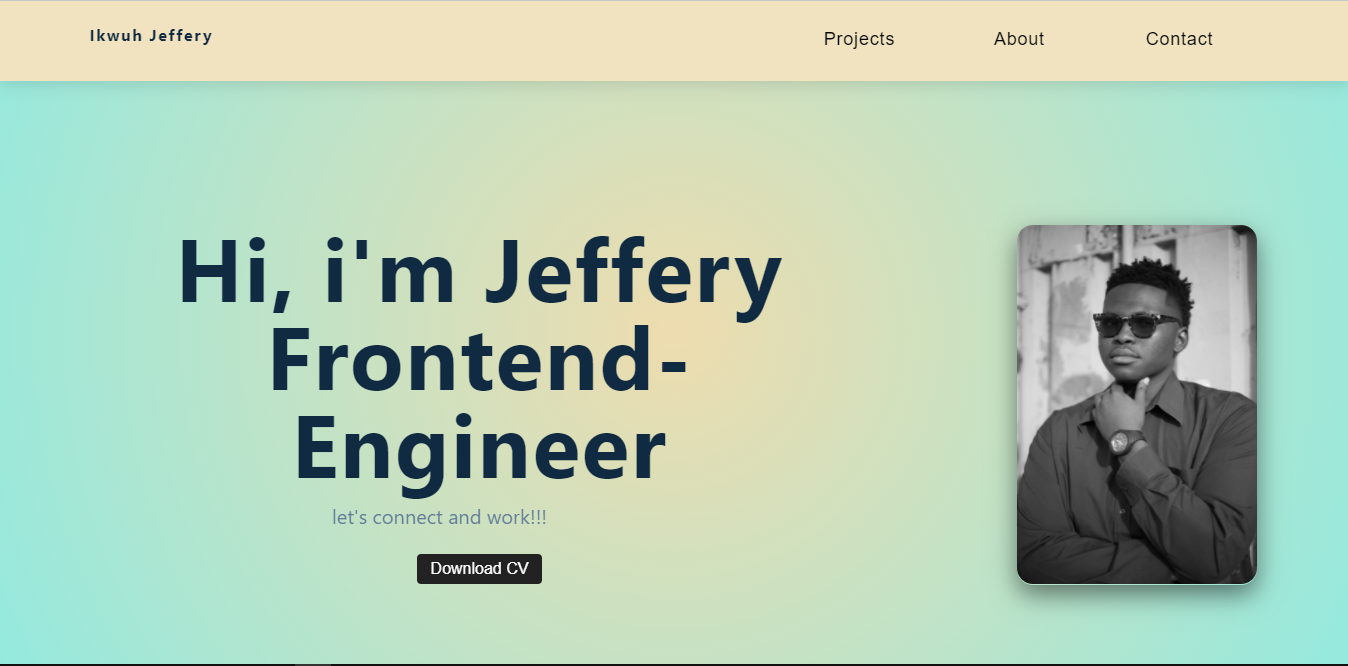 Ikwuh Jeffery
Projects
About
Contact
Hi, i'm Jeffery
Frontend-
Engineer
let's connect and work!!!
Download CV